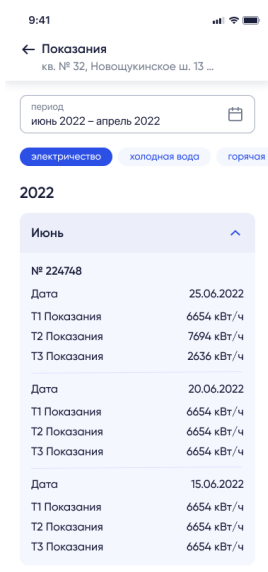 9:41
Показания
кв. № 32, Новощукинское ш. 13 ...
период
июнь 2022 – апрель 2022
электричество холодная вода горячая
2022
Июнь
№ 224748
Дата 25.06.2022
Т1 Показания 6654 кВт/ч
Т2 Показания 7694 кВт/ч
Т3 Показания 2636 кВт/ч
Дата 20.06.2022
Т1 Показания 6654 кВт/ч
Т2 Показания 6654 кВт/ч
Т3 Показания 6654 кВт/ч
Дата 15.06.2022
Т1 Показания 6654 кВт/ч
Т2 Показания 6654 кВт/ч
Т3 Показания 6654 кВт/ч